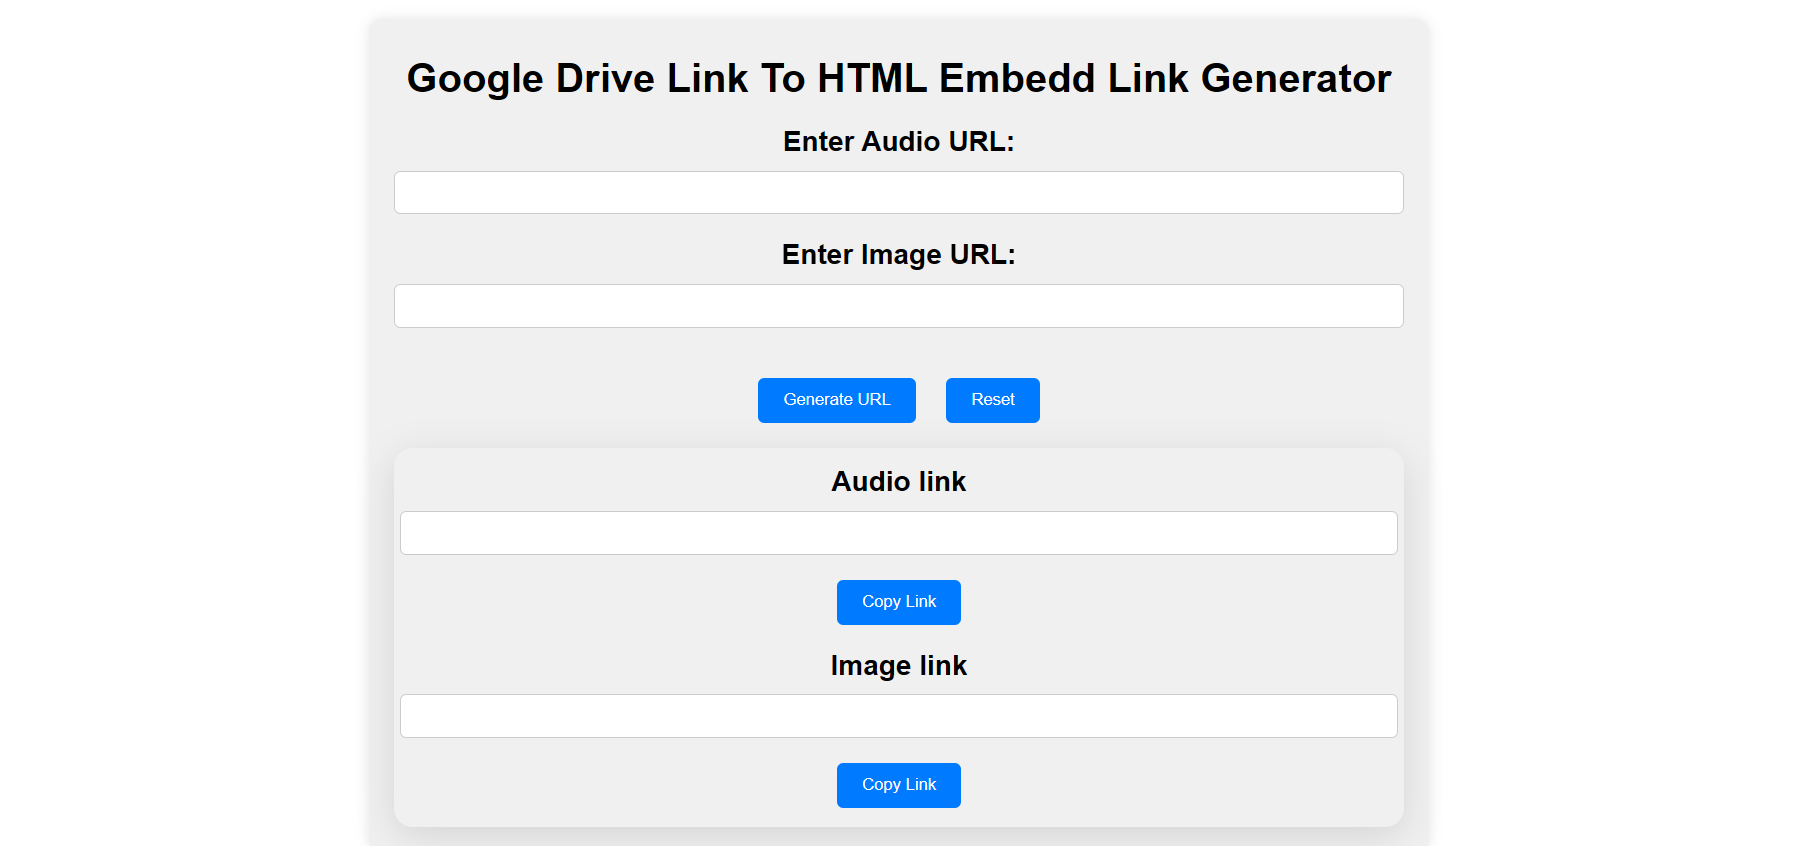 Google Drive Link To HTML Embedd Link Generator
Enter Audio URL:
Enter Image URL:
Generate URL Reset
Audio link
Copy Link
Image link
Copy Link